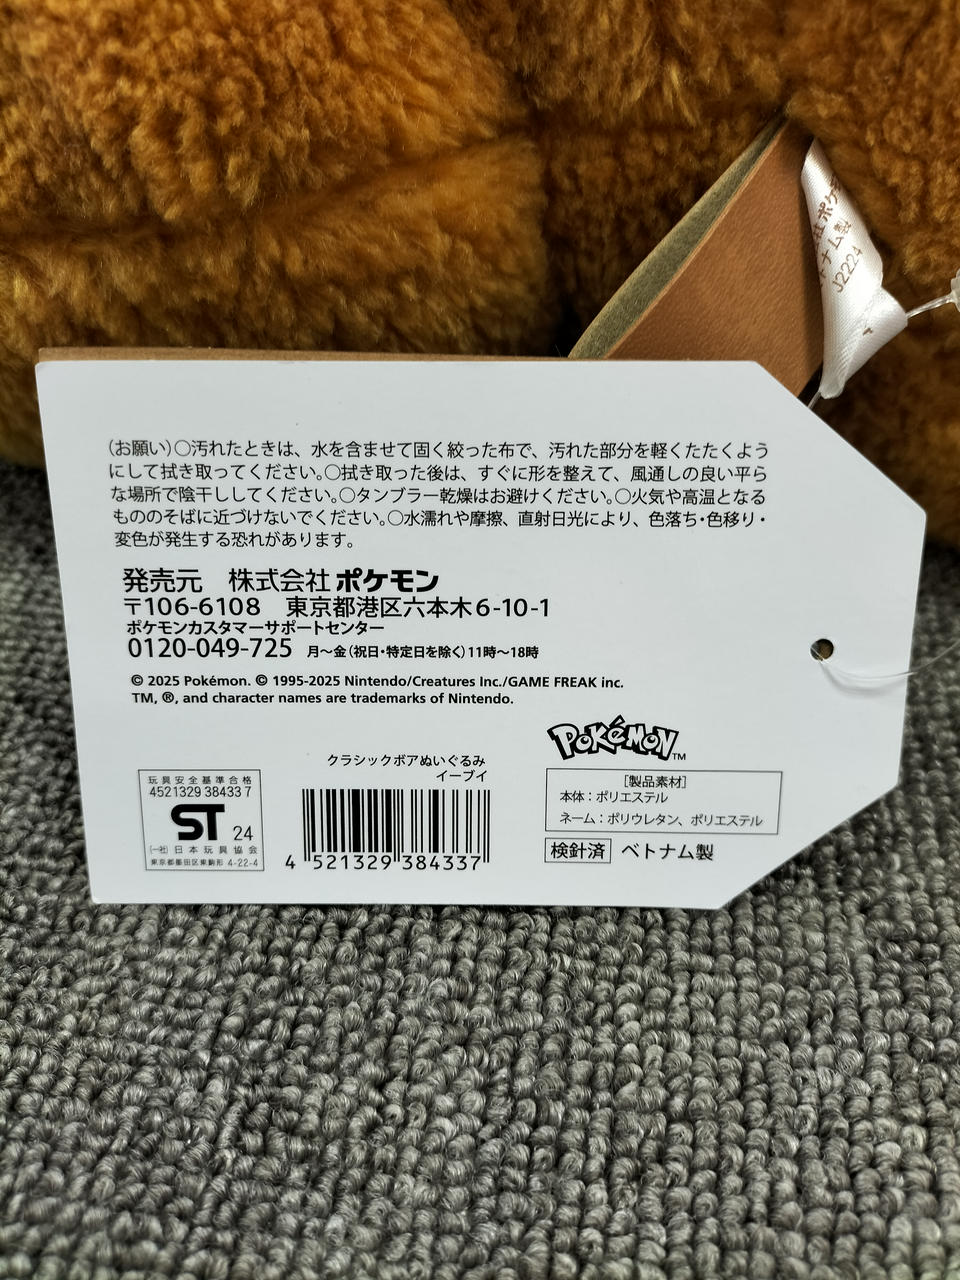 (お願い)○汚れたときは、水を含ませて固く絞った布で、汚れた部分を軽くたたくよう
にして拭き取ってください。○拭き取った後は、すぐに形を整えて、風通しの良い平ら
な場所で陰干ししてください。○タンブラー乾燥はお避けください。○火気や高温となる
もののそばに近づけないでください。○水濡れや摩擦、直射日光により、色落ち・色移り・
変色が発生する恐れがあります。
発売元 株式会社ポケモン
〒106-6108 東京都港区六本木6-10-1
ポケモンカスタマーサポートセンター
0120-049-725 月～金(祝日・特定日を除く)11時～18時
© 2025 Pokémon. © 1995-2025 Nintendo/Creatures Inc./GAME FREAK inc.
TM, ®, and character names are trademarks of Nintendo.
POKéMON TM
クラシックボアぬいぐるみ
イーブイ
玩具安全基準合格
4521329 38433 7
ST 24
(一社)日本玩具協会
東京都墨田区東駒形 4-22-4
4 521329 384337
[製品素材]
本体:ポリエステル
ネーム:ポリウレタン、ポリエステル
検針済 ベトナム製
J2224